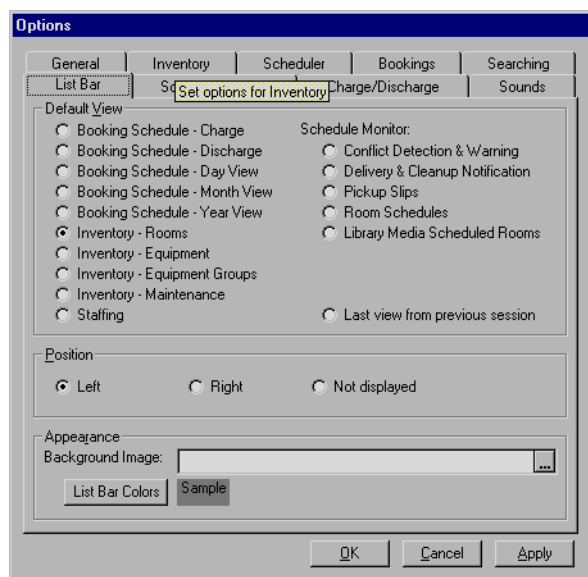 Options
General Inventory Scheduler Bookings Searching
List Bar Set options for Inventory Charge/Discharge Sounds
Default View
Booking Schedule - Charge Schedule Monitor:
Booking Schedule - Discharge Conflict Detection & Warning
Booking Schedule - Day View Delivery & Cleanup Notification
Booking Schedule - Month View Pickup Slips
Booking Schedule - Year View Room Schedules
Inventory - Rooms Library Media Scheduled Rooms
Inventory - Equipment
Inventory - Equipment Groups
Inventory - Maintenance
Staffing Last view from previous session
Position
Left Right Not displayed
Appearance
Background Image: ...
List Bar Colors Sample
OK Cancel Apply